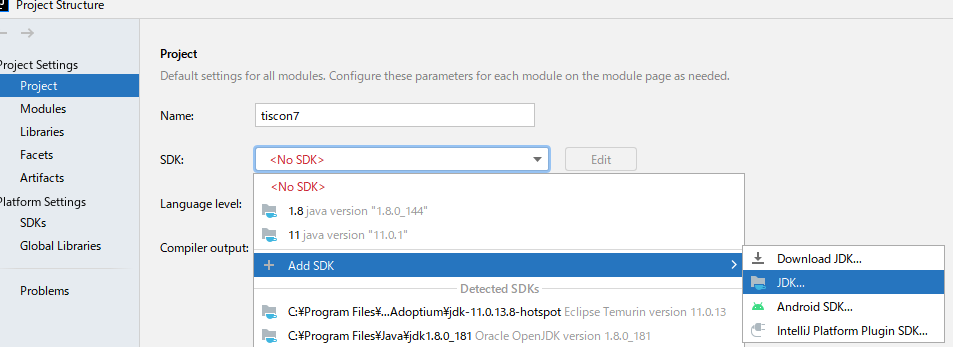 Project Structure
Project Settings
Project
Modules
Libraries
Facets
Artifacts
Platform Settings
SDKs
Global Libraries
Problems
Project
Default settings for all modules. Configure these parameters for each module on the module page as needed.
Name: tiscon7
SDK: <No SDK> Edit
<No SDK>
Language level: 1.8 java version "1.8.0_144"
11 java version "11.0.1"
Compiler output:
Add SDK
Detected SDKs
C:¥Program Files¥...Adoptium¥jdk-11.0.13.8-hotspot Eclipse Temurin version 11.0.13
C:¥Program Files¥Java¥jdk1.8.0_181 Oracle OpenJDK version 1.8.0_181
Download JDK...
JDK...
Android SDK...
IntelliJ Platform Plugin SDK...